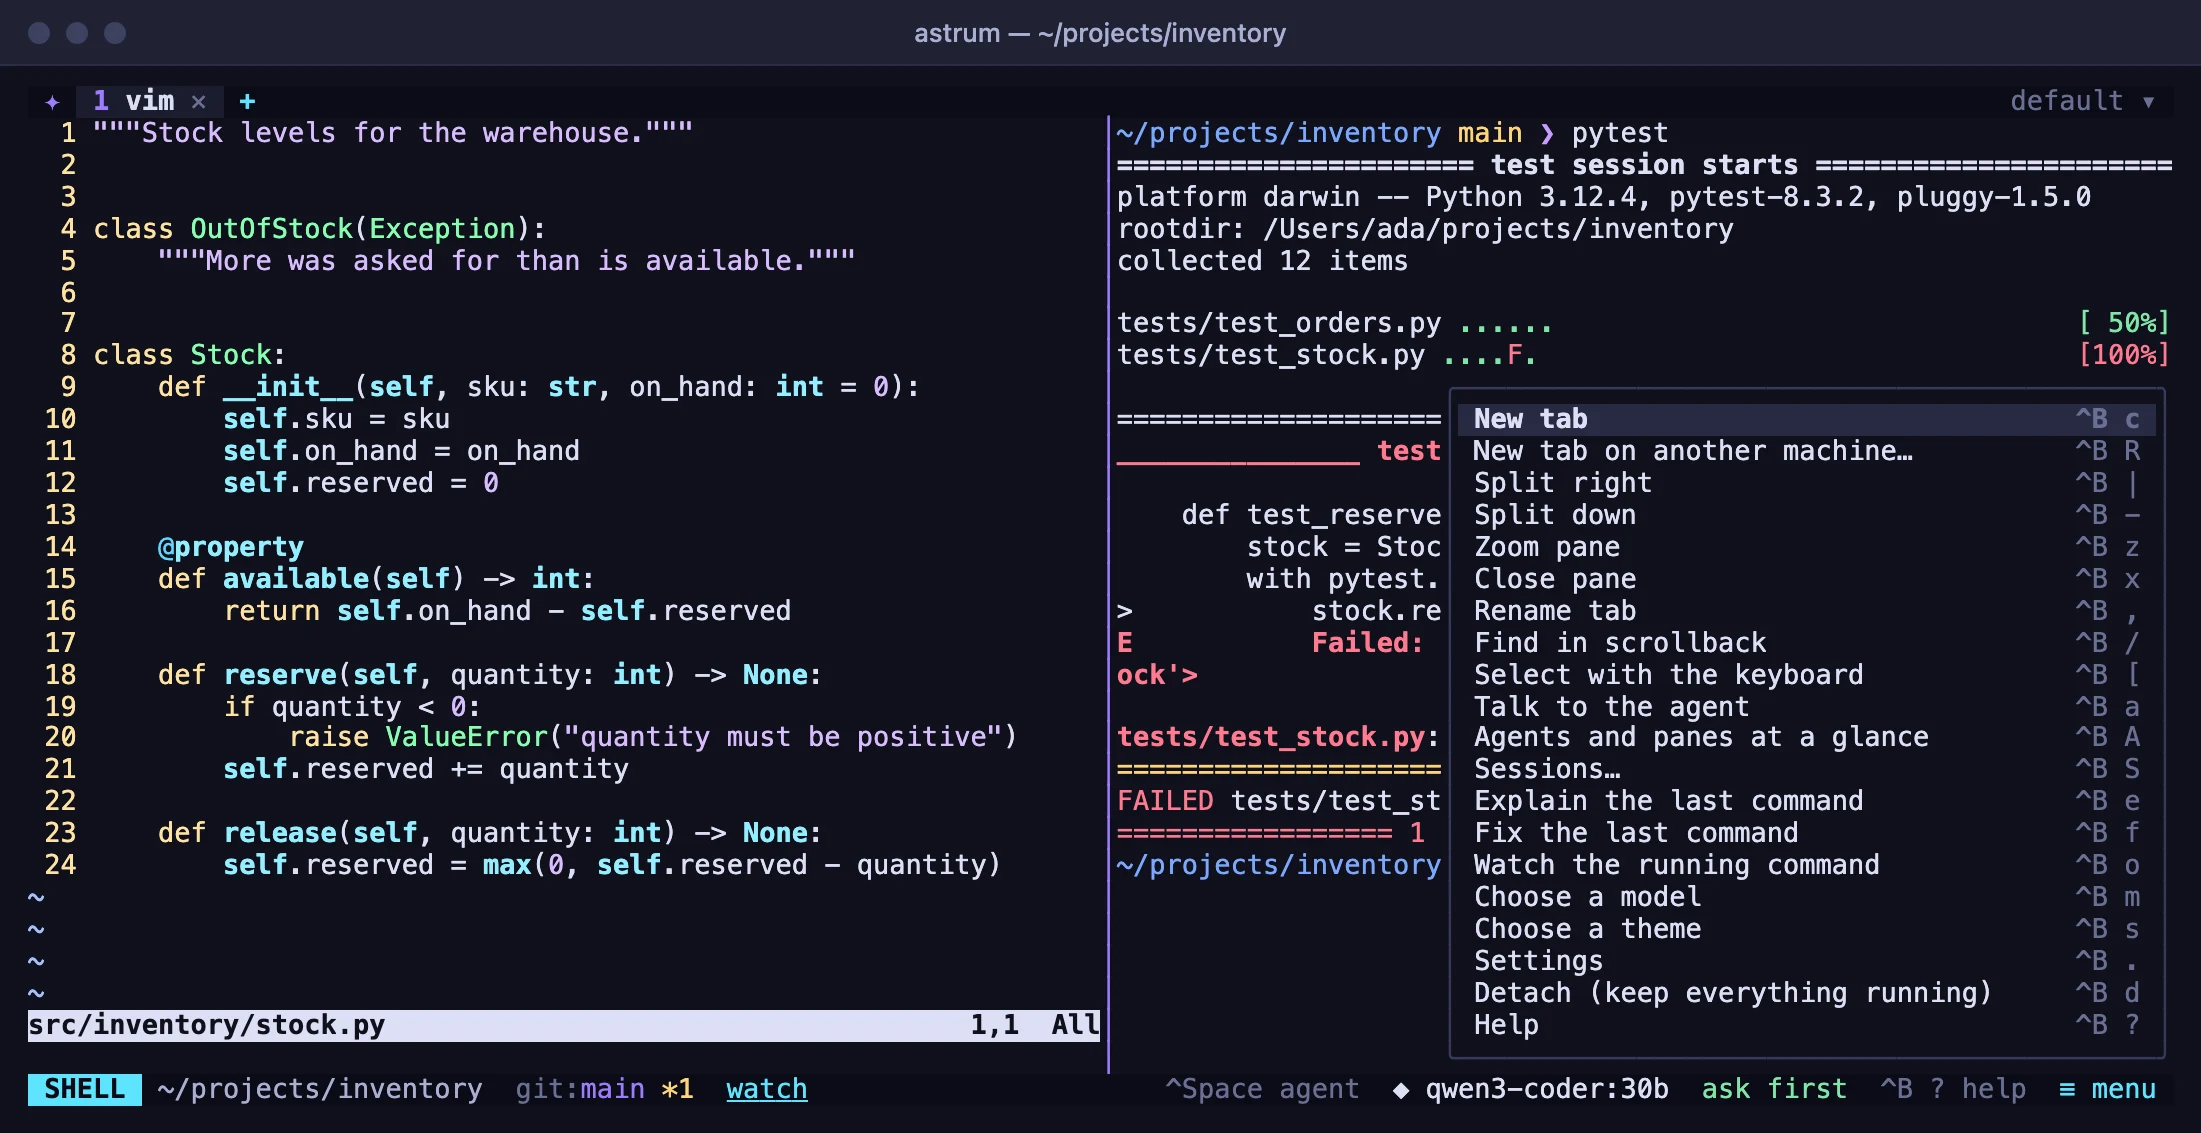 astrum — ~/projects/inventory
✦ 1 vim × +
default ▾
1 """Stock levels for the warehouse."""
2
3
4 class OutOfStock(Exception):
5     """More was asked for than is available."""
6
7
8 class Stock:
9     def __init__(self, sku: str, on_hand: int = 0):
10         self.sku = sku
11         self.on_hand = on_hand
12         self.reserved = 0
13
14     @property
15     def available(self) -> int:
16         return self.on_hand - self.reserved
17
18     def reserve(self, quantity: int) -> None:
19         if quantity < 0:
20             raise ValueError("quantity must be positive")
21         self.reserved += quantity
22
23     def release(self, quantity: int) -> None:
24         self.reserved = max(0, self.reserved - quantity)
~
~
~
~
src/inventory/stock.py 1,1 All
~/projects/inventory main ❯ pytest
====================== test session starts ======================
platform darwin -- Python 3.12.4, pytest-8.3.2, pluggy-1.5.0
rootdir: /Users/ada/projects/inventory
collected 12 items
tests/test_orders.py ...... [ 50%]
tests/test_stock.py ....F. [100%]
====================
_______________ test
    def test_reserve
        stock = Stoc
        with pytest.
>           stock.re
E           Failed:
ock'>
tests/test_stock.py:
====================
FAILED tests/test_st
================= 1
~/projects/inventory
New tab ^B c
New tab on another machine… ^B R
Split right ^B |
Split down ^B -
Zoom pane ^B z
Close pane ^B x
Rename tab ^B ,
Find in scrollback ^B /
Select with the keyboard ^B [
Talk to the agent ^B a
Agents and panes at a glance ^B A
Sessions… ^B S
Explain the last command ^B e
Fix the last command ^B f
Watch the running command ^B o
Choose a model ^B m
Choose a theme ^B s
Settings ^B .
Detach (keep everything running) ^B d
Help ^B ?
SHELL ~/projects/inventory git:main *1 watch
^Space agent ◆ qwen3-coder:30b ask first ^B ? help ≡ menu